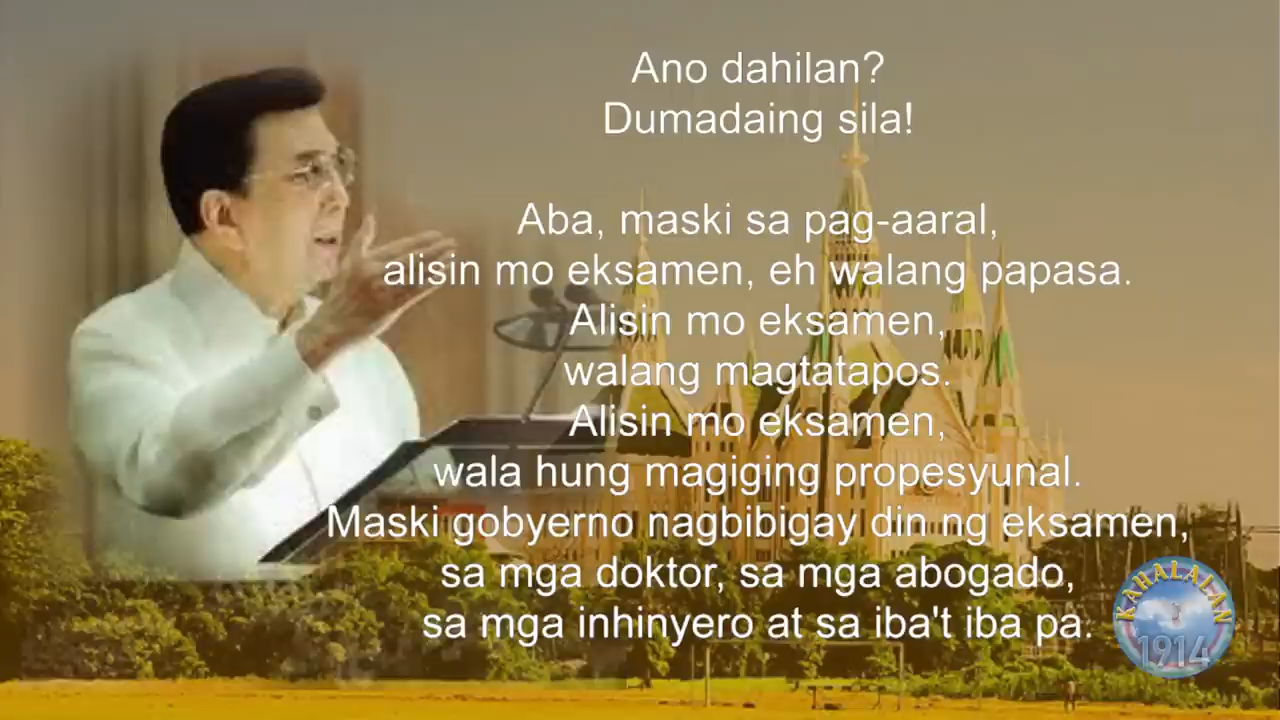 Ano dahilan?
Dumadaing sila!
Aba, maski sa pag-aaral,
alisin mo eksamen, eh walang papasa.
Alisin mo eksamen,
walang magtatapos.
Alisin mo eksamen,
wala hung magiging propesyunal.
Maski gobyerno nagbibigay din ng eksamen,
sa mga doktor, sa mga abogado,
sa mga inhinyero at sa iba't iba pa.
KAHALALAN
1914